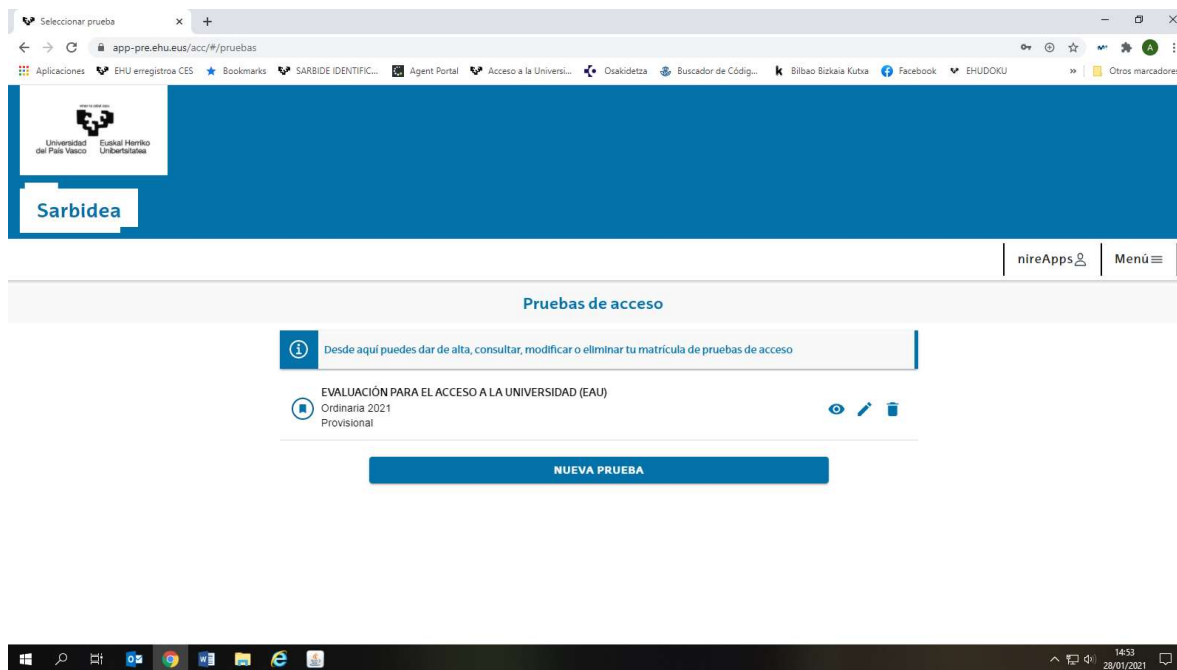 Seleccionar prueba
app-pre.ehu.eus/acc/#/pruebas
A
Aplicaciones EHU erregistroa CES Bookmarks SARBIDE IDENTIFIC... Agent Portal Acceso a la Universi... Osakidetza Buscador de Códig... Bilbao Bizkaia Kutxa Facebook EHUDOKU » Otros marcadores
Universidad del País Vasco
Euskal Herriko Unibertsitatea
Sarbidea
nireApps Menú
Pruebas de acceso
Desde aquí puedes dar de alta, consultar, modificar o eliminar tu matrícula de pruebas de acceso
EVALUACIÓN PARA EL ACCESO A LA UNIVERSIDAD (EAU)
Ordinaria 2021
Provisional
NUEVA PRUEBA
14:53
28/01/2021